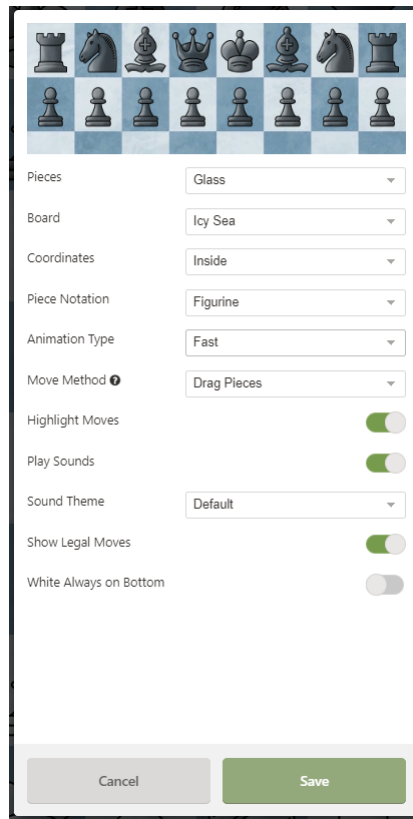 Pieces Glass
Board Icy Sea
Coordinates Inside
Piece Notation Figurine
Animation Type Fast
Move Method ? Drag Pieces
Highlight Moves
Play Sounds
Sound Theme Default
Show Legal Moves
White Always on Bottom
Cancel Save